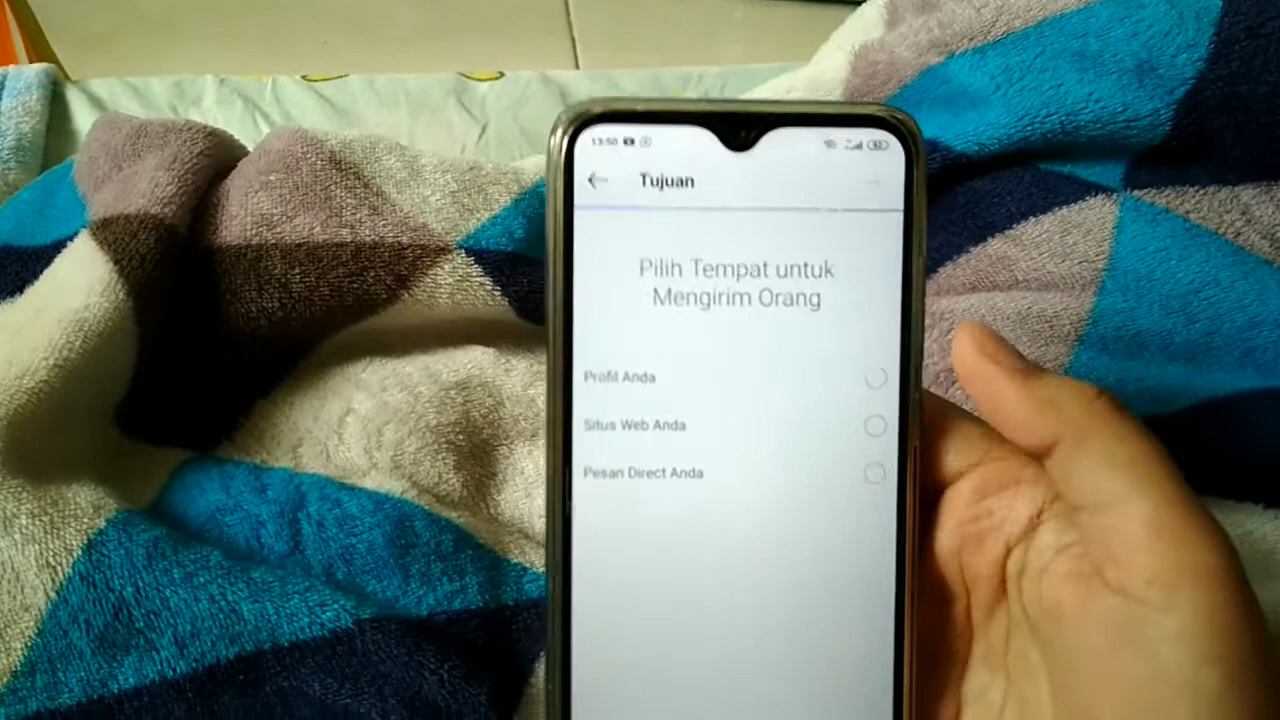 13:50
Tujuan
Pilih Tempat untuk
Mengirim Orang
Profil Anda
Situs Web Anda
Pesan Direct Anda